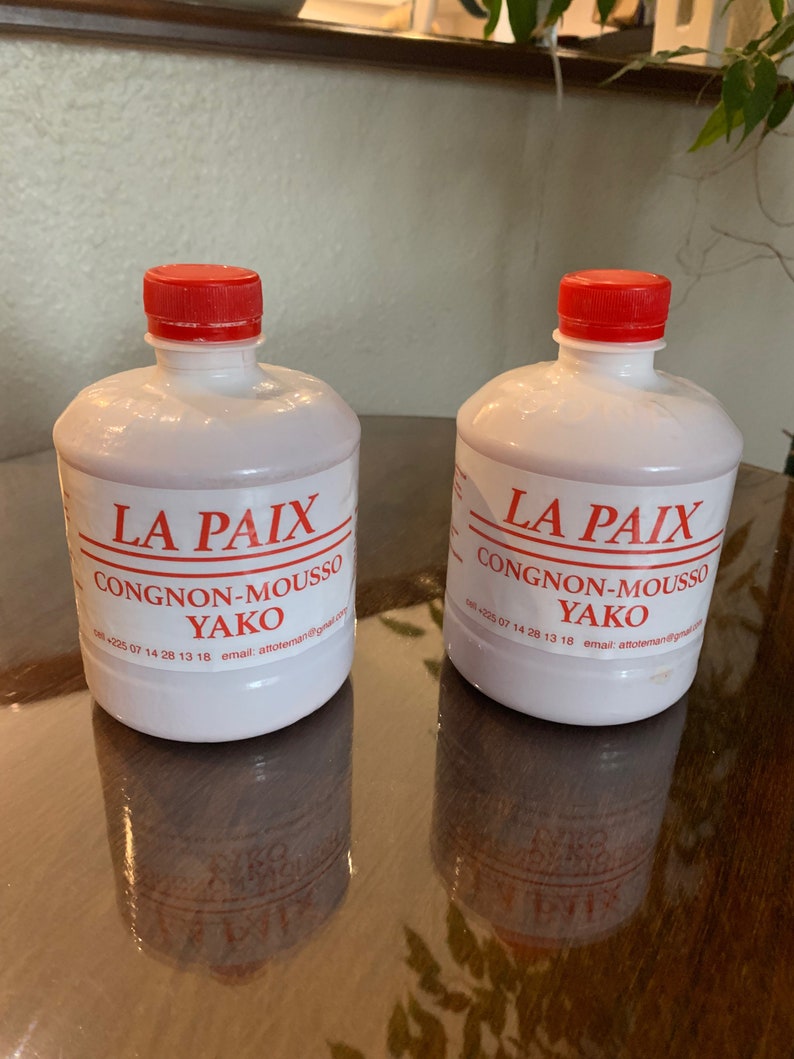 LA PAIX
CONGNON-MOUSSO
YAKO
cell +225 07 14 28 13 18 email: attoteman@gmail.com
LA PAIX
CONGNON-MOUSSO
YAKO
cell +225 07 14 28 13 18 email: attoteman@gmail.com